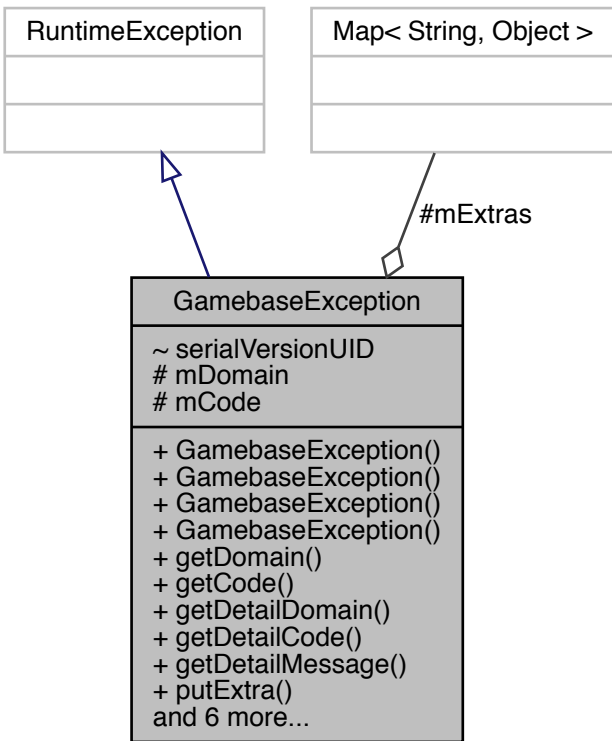 RuntimeException
Map< String, Object >
#mExtras
GamebaseException
~ serialVersionUID
# mDomain
# mCode
+ GamebaseException()
+ GamebaseException()
+ GamebaseException()
+ GamebaseException()
+ getDomain()
+ getCode()
+ getDetailDomain()
+ getDetailCode()
+ getDetailMessage()
+ putExtra()
and 6 more...